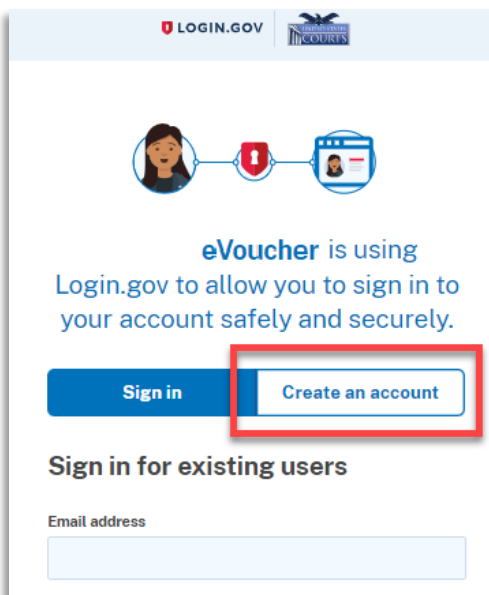 LOGIN.GOV
COURTS
eVoucher is using
Login.gov to allow you to sign in to
your account safely and securely.
Sign in
Create an account
Sign in for existing users
Email address